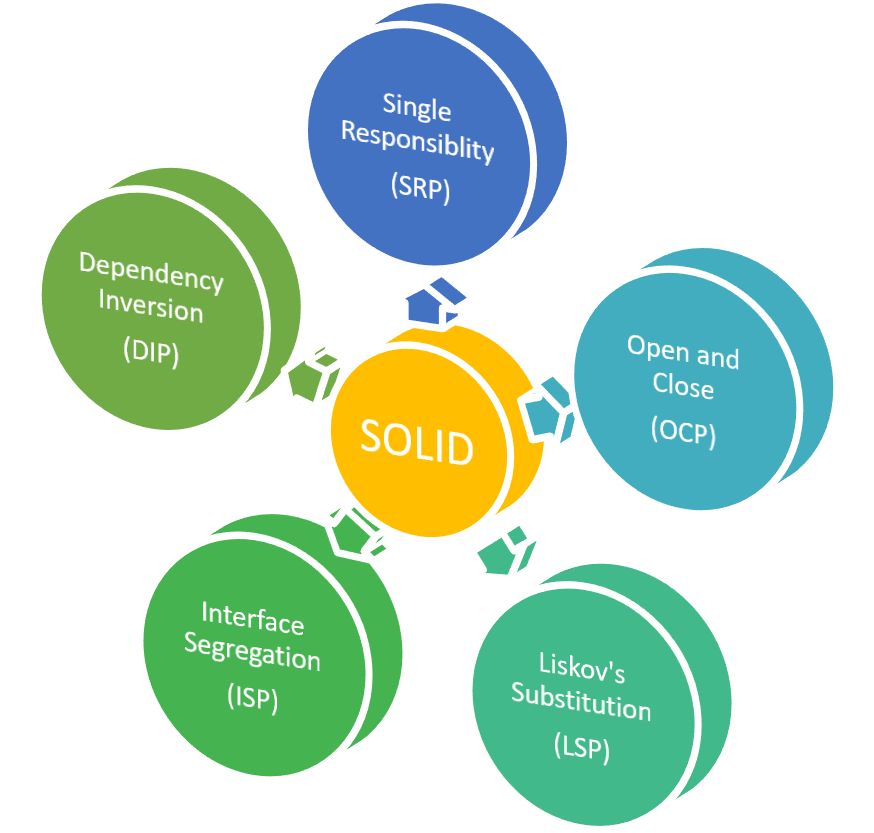 Single
Responsiblity
(SRP)
Dependency
Inversion
(DIP)
Open and
Close
(OCP)
SOLID
Interface
Segregation
(ISP)
Liskov's
Substitution
(LSP)